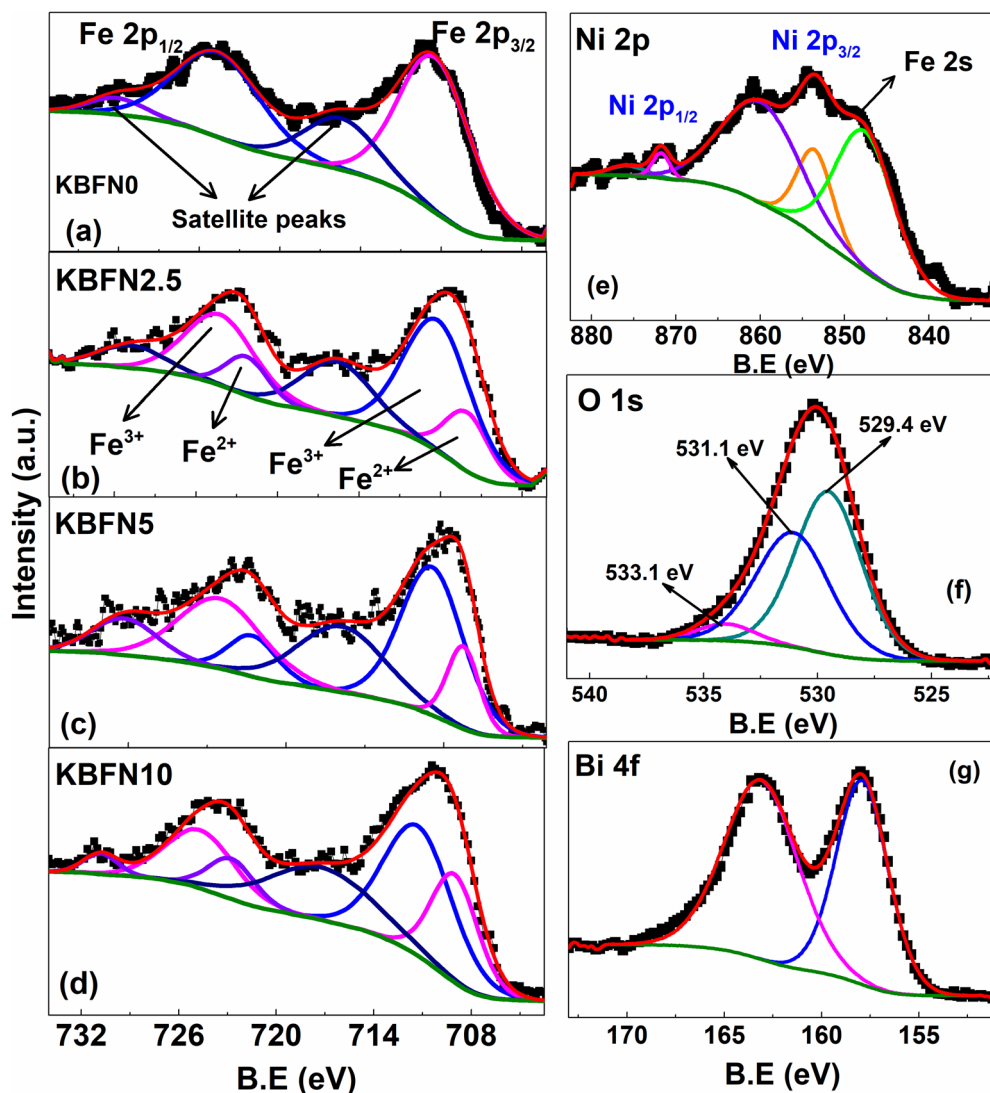 Intensity (a.u.)
Fe 2p1/2
Fe 2p3/2
KBFN0
Satellite peaks
(a)
KBFN2.5
Fe3+
Fe2+
Fe3+
Fe2+
(b)
KBFN5
(c)
KBFN10
(d)
732 726 720 714 708
B.E (eV)
Ni 2p
Ni 2p3/2
Fe 2s
Ni 2p1/2
(e)
880 870 860 850 840
B.E (eV)
O 1s
531.1 eV
529.4 eV
533.1 eV
(f)
540 535 530 525
B.E (eV)
Bi 4f
(g)
170 165 160 155
B.E (eV)